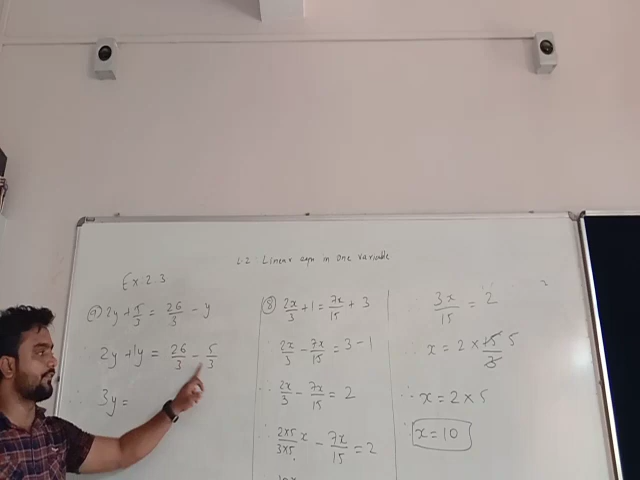 L-2: Linear eqn in One variable
Ex: 2.3
⑨ 2y + 5/3 = 26/3 - y
∴ 2y + 1y = 26/3 - 5/3
∴ 3y =
⑧ 2x/3 + 1 = 7x/15 + 3
∴ 2x/3 - 7x/15 = 3 - 1
∴ 2x/3 - 7x/15 = 2
∴ 2x5/3x5 x - 7x/15 = 2
∴ 3x/15 = 2
∴ x = 2 x 15/3 5
∴ x = 2 x 5
∴ x = 10